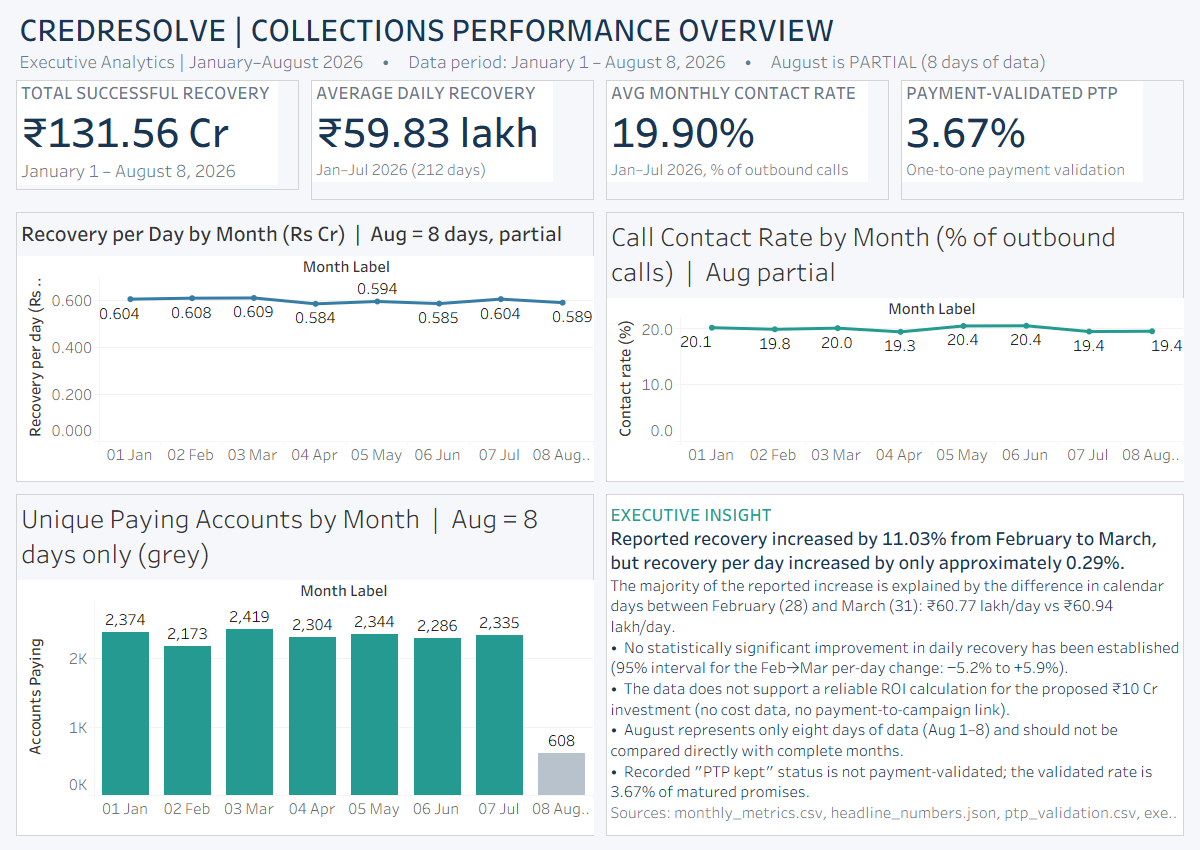 CREDRESOLVE | COLLECTIONS PERFORMANCE OVERVIEW
Executive Analytics | January–August 2026 • Data period: January 1 – August 8, 2026 • August is PARTIAL (8 days of data)
TOTAL SUCCESSFUL RECOVERY
₹131.56 Cr
January 1 – August 8, 2026
AVERAGE DAILY RECOVERY
₹59.83 lakh
Jan–Jul 2026 (212 days)
AVG MONTHLY CONTACT RATE
19.90%
Jan–Jul 2026, % of outbound calls
PAYMENT-VALIDATED PTP
3.67%
One-to-one payment validation
Recovery per Day by Month (Rs Cr) | Aug = 8 days, partial
Month Label
Recovery per day (Rs ..
0.600
0.400
0.200
0.000
0.604
0.608
0.609
0.584
0.594
0.585
0.604
0.589
01 Jan
02 Feb
03 Mar
04 Apr
05 May
06 Jun
07 Jul
08 Aug..
Call Contact Rate by Month (% of outbound
calls) | Aug partial
Month Label
Contact rate (%)
20.0
10.0
0.0
20.1
19.8
20.0
19.3
20.4
20.4
19.4
19.4
01 Jan
02 Feb
03 Mar
04 Apr
05 May
06 Jun
07 Jul
08 Aug..
Unique Paying Accounts by Month | Aug = 8
days only (grey)
Month Label
Accounts Paying
2K
1K
0K
2,374
2,173
2,419
2,304
2,344
2,286
2,335
608
01 Jan
02 Feb
03 Mar
04 Apr
05 May
06 Jun
07 Jul
08 Aug..
EXECUTIVE INSIGHT
Reported recovery increased by 11.03% from February to March,
but recovery per day increased by only approximately 0.29%.
The majority of the reported increase is explained by the difference in calendar
days between February (28) and March (31): ₹60.77 lakh/day vs ₹60.94
lakh/day.
• No statistically significant improvement in daily recovery has been established
(95% interval for the Feb→Mar per-day change: −5.2% to +5.9%).
• The data does not support a reliable ROI calculation for the proposed ₹10 Cr
investment (no cost data, no payment-to-campaign link).
• August represents only eight days of data (Aug 1–8) and should not be
compared directly with complete months.
• Recorded "PTP kept" status is not payment-validated; the validated rate is
3.67% of matured promises.
Sources: monthly_metrics.csv, headline_numbers.json, ptp_validation.csv, exe..